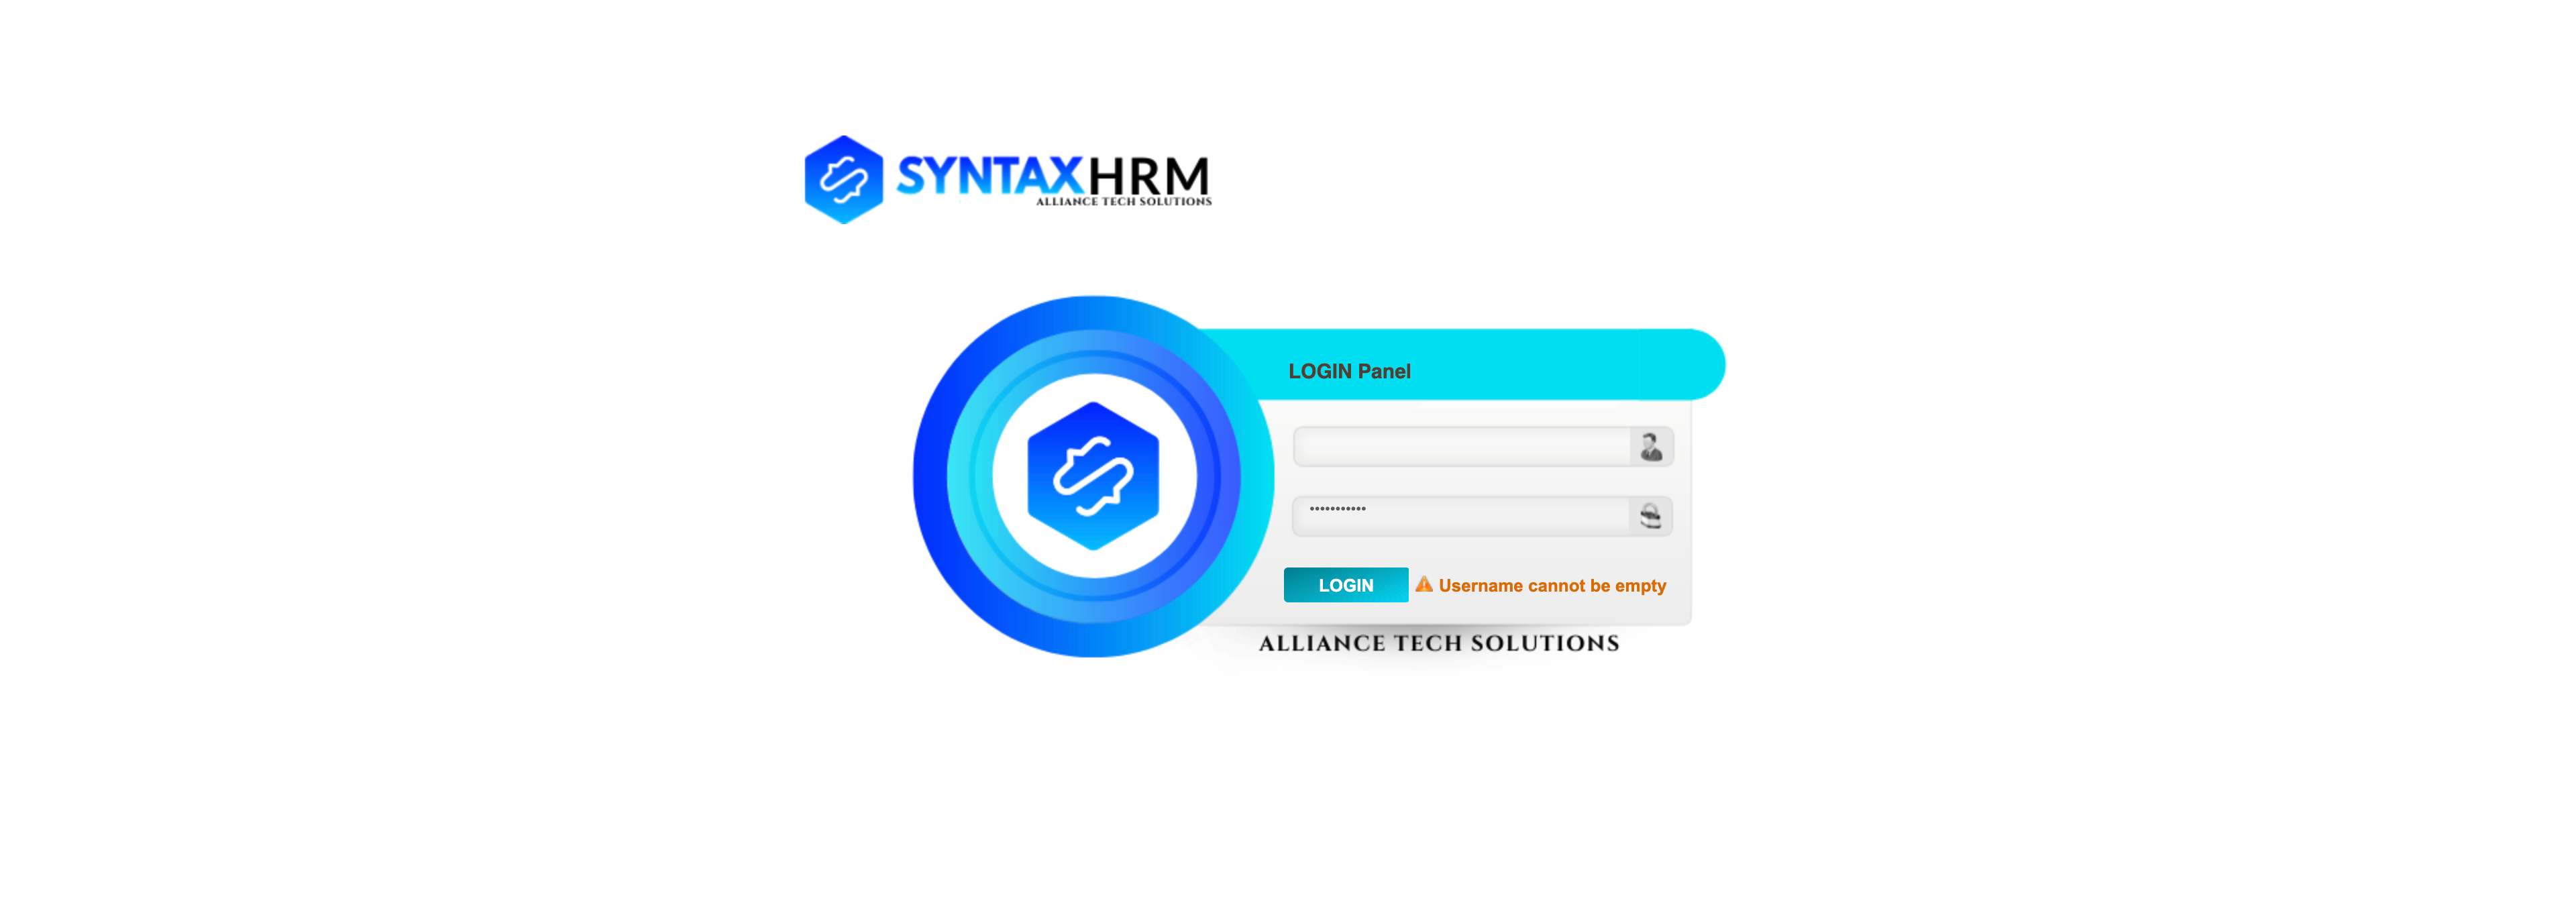 SYNTAXHRM
ALLIANCE TECH SOLUTIONS
LOGIN Panel
•••••••••••
LOGIN Username cannot be empty
ALLIANCE TECH SOLUTIONS